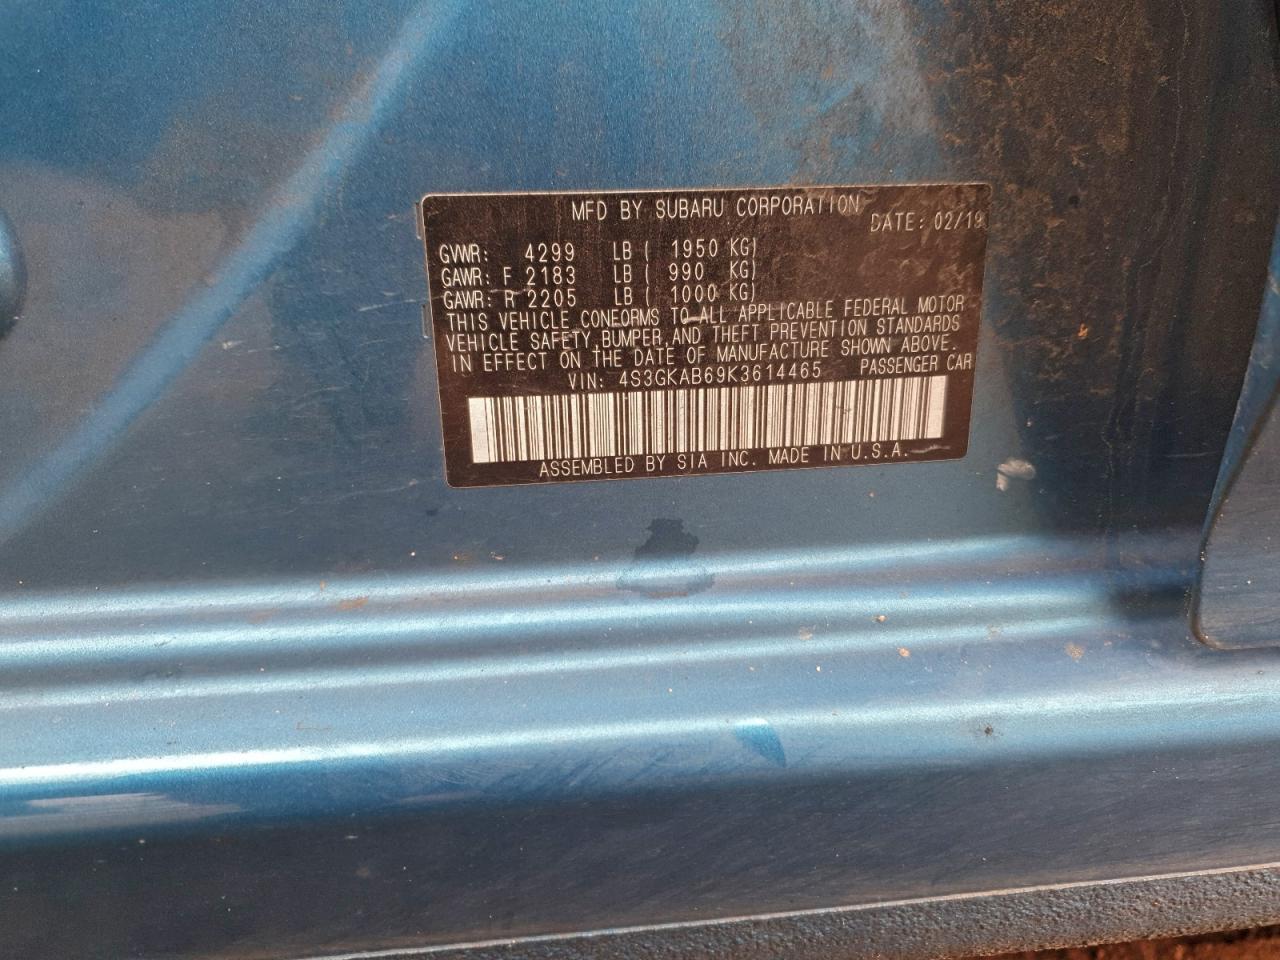 MFD BY SUBARU CORPORATION
DATE: 02/19
GVWR: 4299 LB ( 1950 KG)
GAWR: F 2183 LB ( 990 KG)
GAWR: R 2205 LB ( 1000 KG)
THIS VEHICLE CONFORMS TO ALL APPLICABLE FEDERAL MOTOR
VEHICLE SAFETY BUMPER, AND THEFT PREVENTION STANDARDS
IN EFFECT ON THE DATE OF MANUFACTURE SHOWN ABOVE.
VIN: 4S3GKAB69K3614465 PASSENGER CAR
ASSEMBLED BY SIA INC. MADE IN U.S.A.